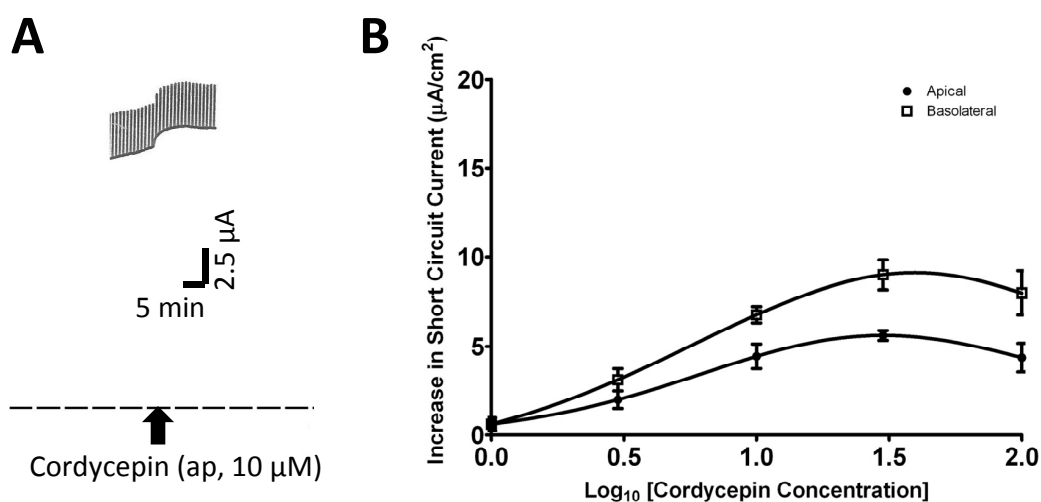 A
2.5 µA
5 min
Cordycepin (ap, 10 µM)
B
Increase in Short Circuit Current (µA/cm²)
20
15
10
5
0
Apical
Basolateral
0.0 0.5 1.0 1.5 2.0
Log₁₀ [Cordycepin Concentration]